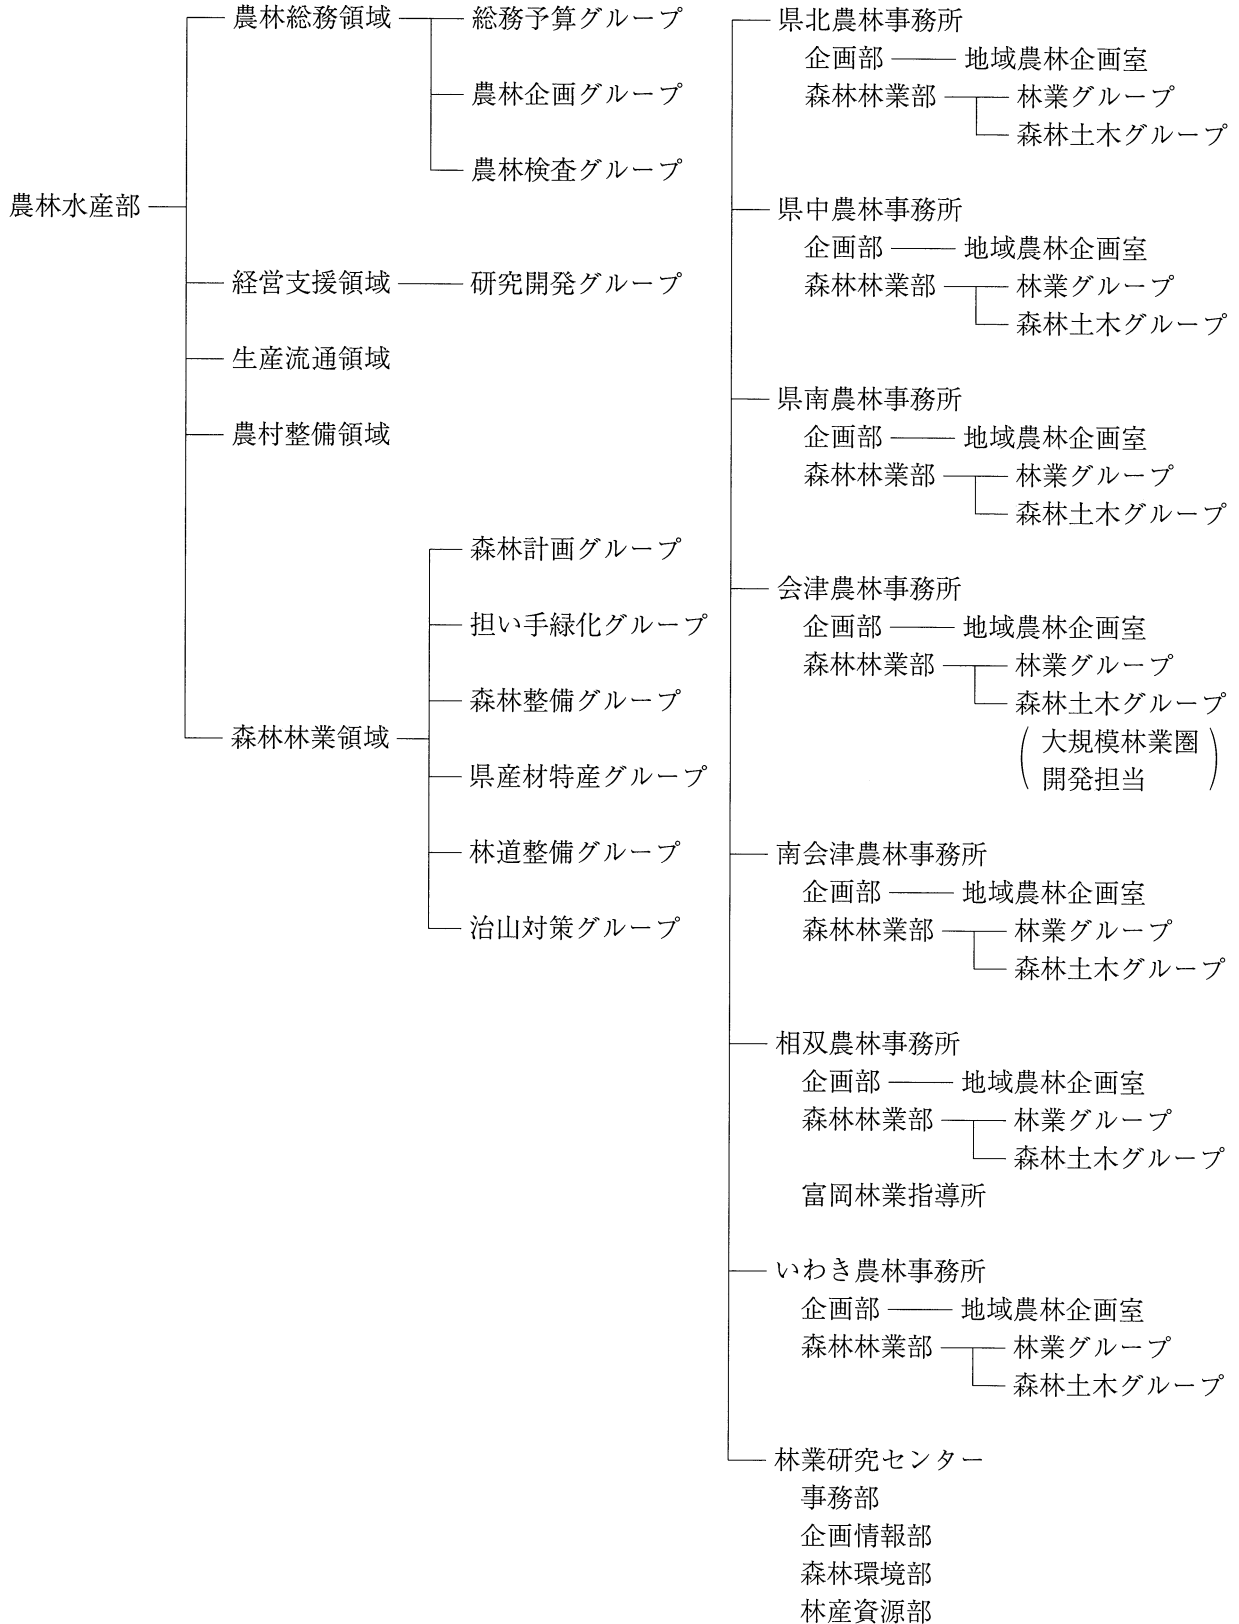 農林水産部
農林総務領域
総務予算グループ
農林企画グループ
農林検査グループ
経営支援領域
研究開発グループ
生産流通領域
農村整備領域
森林林業領域
森林計画グループ
担い手緑化グループ
森林整備グループ
県産材特産グループ
林道整備グループ
治山対策グループ
県北農林事務所
企画部 地域農林企画室
森林林業部 林業グループ
森林土木グループ
県中農林事務所
企画部 地域農林企画室
森林林業部 林業グループ
森林土木グループ
県南農林事務所
企画部 地域農林企画室
森林林業部 林業グループ
森林土木グループ
会津農林事務所
企画部 地域農林企画室
森林林業部 林業グループ
森林土木グループ
(大規模林業圏
開発担当)
南会津農林事務所
企画部 地域農林企画室
森林林業部 林業グループ
森林土木グループ
相双農林事務所
企画部 地域農林企画室
森林林業部 林業グループ
森林土木グループ
富岡林業指導所
いわき農林事務所
企画部 地域農林企画室
森林林業部 林業グループ
森林土木グループ
林業研究センター
事務部
企画情報部
森林環境部
林産資源部